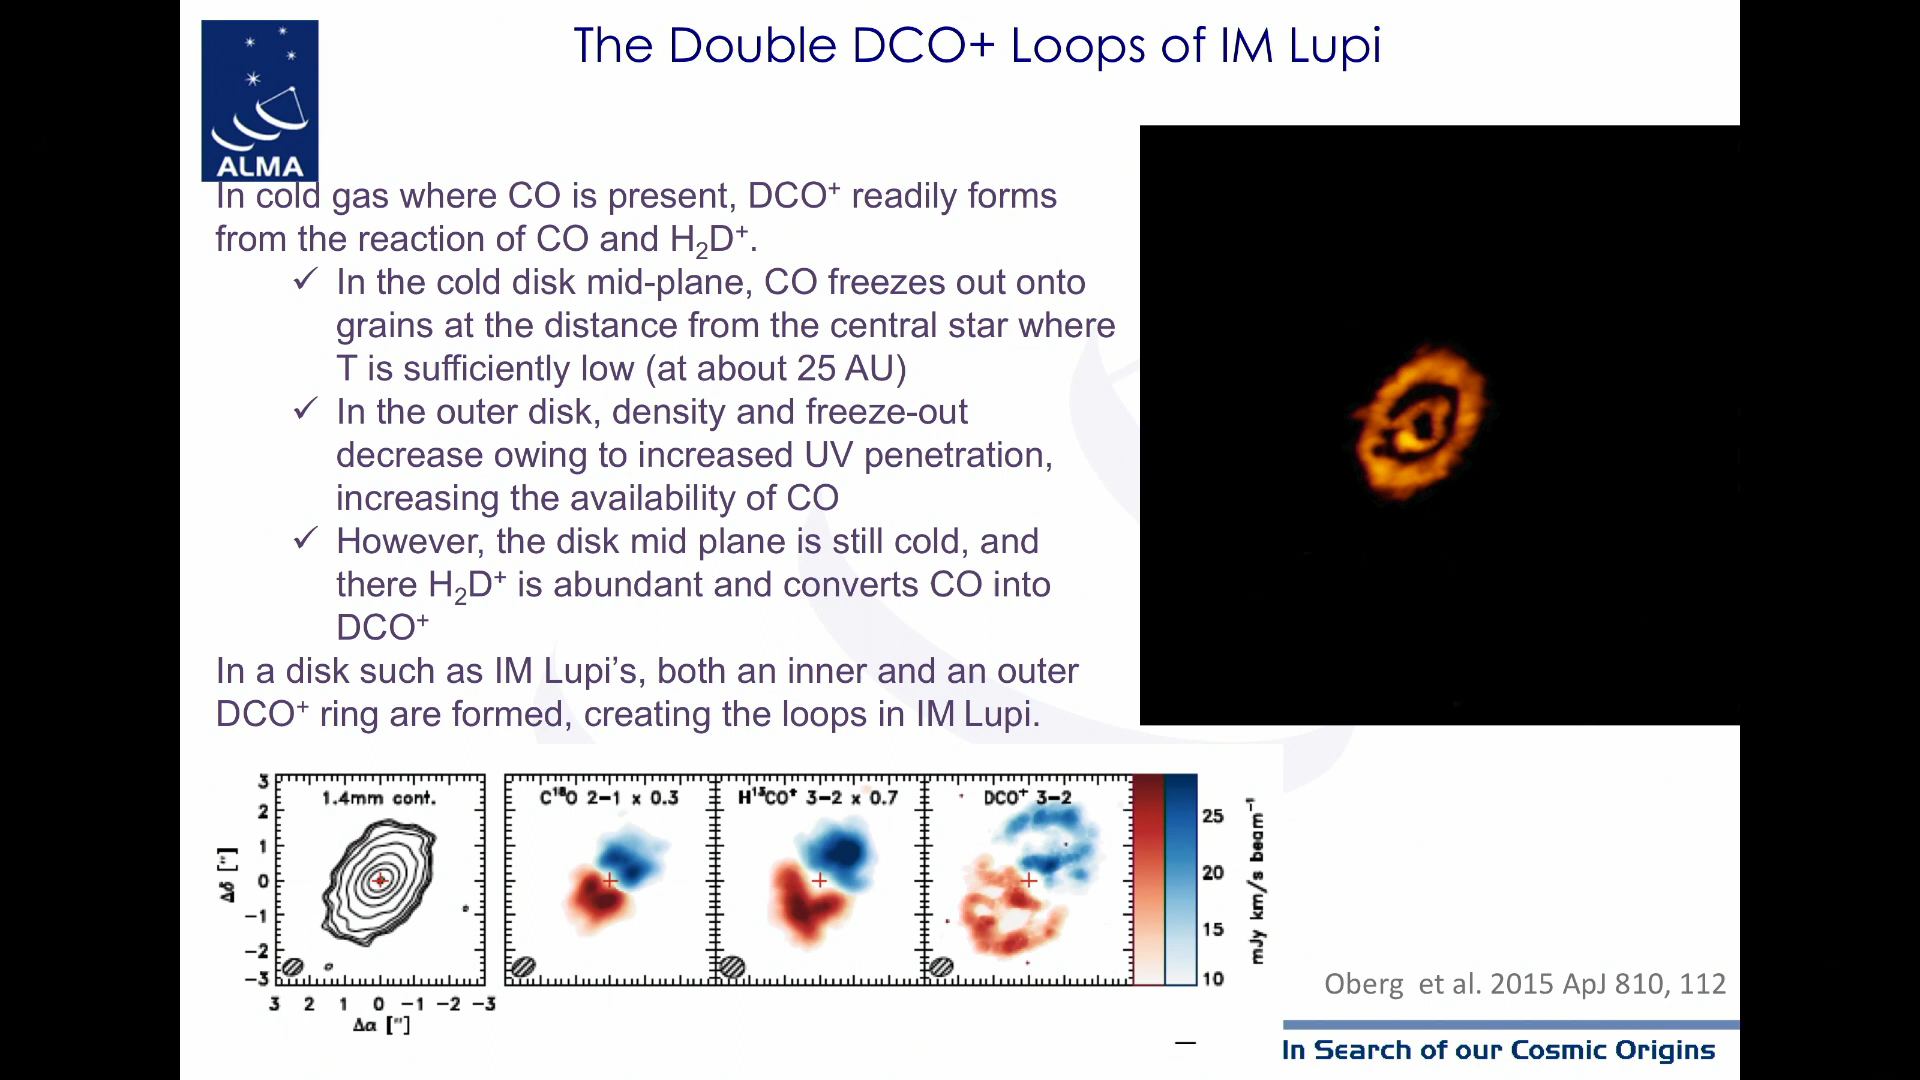 The Double DCO+ Loops of IM Lupi
ALMA
In cold gas where CO is present, DCO⁺ readily forms
from the reaction of CO and H₂D⁺.
✓ In the cold disk mid-plane, CO freezes out onto
grains at the distance from the central star where
T is sufficiently low (at about 25 AU)
✓ In the outer disk, density and freeze-out
decrease owing to increased UV penetration,
increasing the availability of CO
✓ However, the disk mid plane is still cold, and
there H₂D⁺ is abundant and converts CO into
DCO⁺
In a disk such as IM Lupi’s, both an inner and an outer
DCO⁺ ring are formed, creating the loops in IM Lupi.
1.4mm cont.
C¹⁸O 2-1 x 0.3
H¹³CO⁺ 3-2 x 0.7
DCO⁺ 3-2
3
2
1
0
-1
-2
-3
Δδ ["]
3 2 1 0 -1 -2 -3
Δα ["]
25
20
15
10
mJy km/s beam⁻¹
Oberg et al. 2015 ApJ 810, 112
In Search of our Cosmic Origins